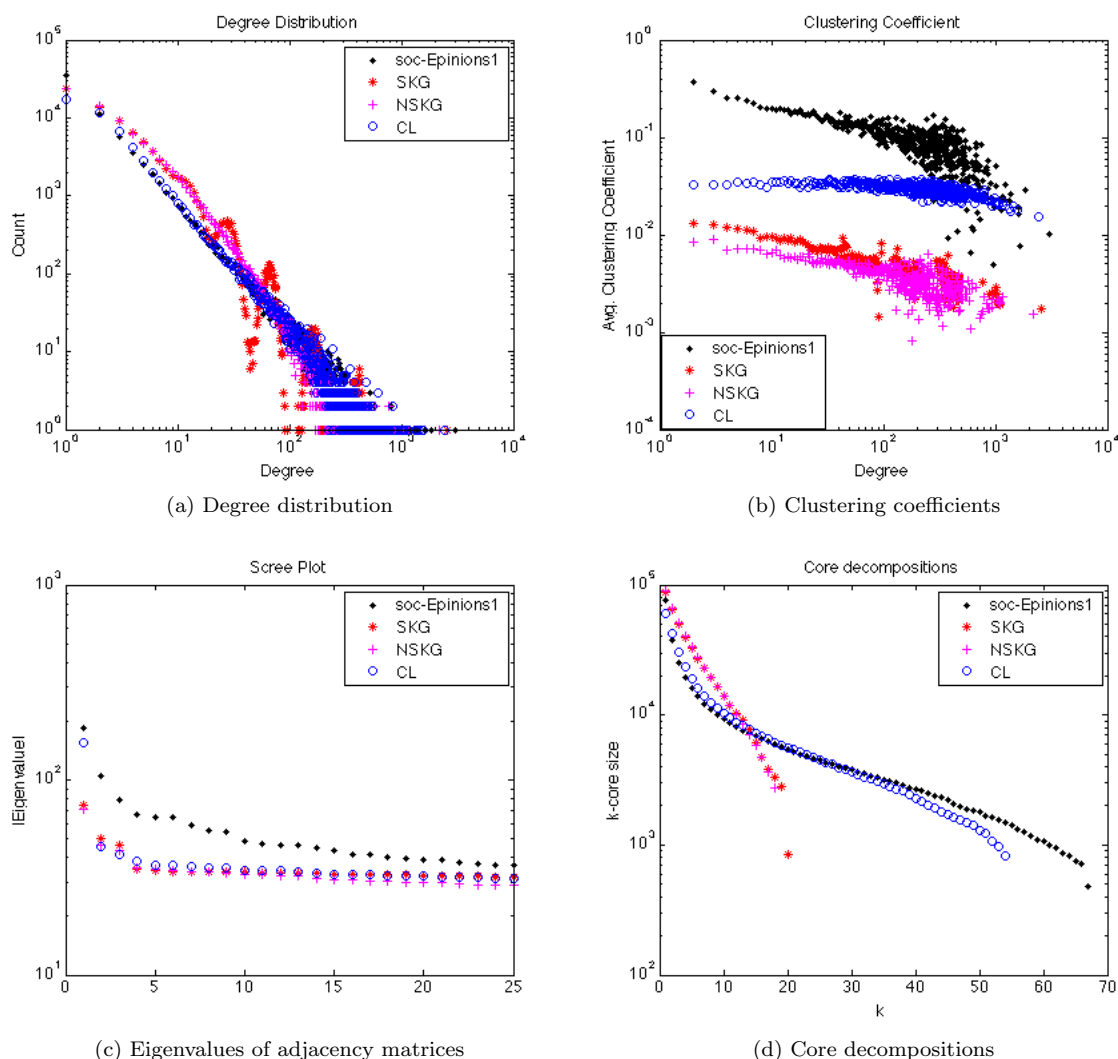 Degree Distribution
10^5
10^4
10^3
10^2
10^1
10^0
Count
soc-Epinions1
SKG
NSKG
CL
10^0 10^1 10^2 10^3 10^4
Degree
(a) Degree distribution
Clustering Coefficient
10^0
10^-1
10^-2
10^-3
10^-4
Avg. Clustering Coefficient
soc-Epinions1
SKG
NSKG
CL
10^0 10^1 10^2 10^3 10^4
Degree
(b) Clustering coefficients
Scree Plot
10^3
10^2
10^1
|Eigenvalue|
soc-Epinions1
SKG
NSKG
CL
0 5 10 15 20 25
(c) Eigenvalues of adjacency matrices
Core decompositions
10^5
10^4
10^3
10^2
k-core size
soc-Epinions1
SKG
NSKG
CL
0 10 20 30 40 50 60 70
k
(d) Core decompositions